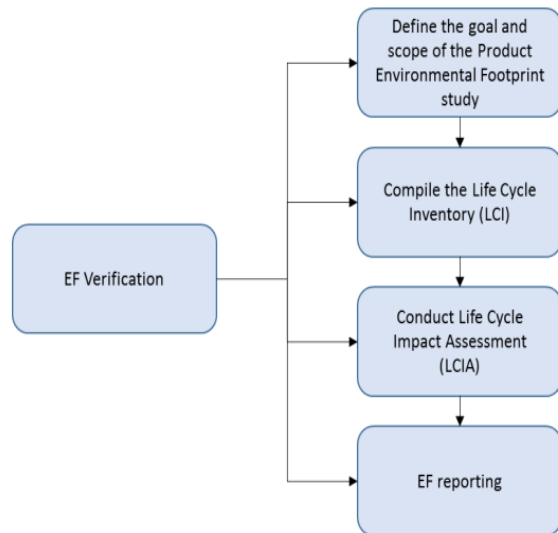 Define the goal and
scope of the Product
Environmental Footprint
study
Compile the Life Cycle
Inventory (LCI)
EF Verification
Conduct Life Cycle
Impact Assessment
(LCIA)
EF reporting